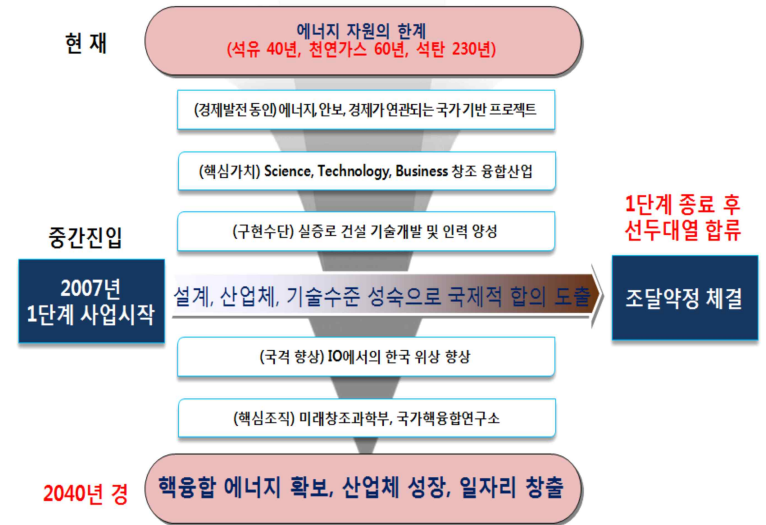 현 재
에너지 자원의 한계
(석유 40년, 천연가스 60년, 석탄 230년)
(경제발전 동인) 에너지, 안보, 경제가 연관되는 국가 기반 프로젝트
(핵심가치) Science, Technology, Business 창조 융합산업
(구현수단) 실증로 건설 기술개발 및 인력 양성
중간진입
2007년
1단계 사업시작
설계, 산업체, 기술수준 성숙으로 국제적 합의 도출
1단계 종료 후
선두대열 합류
조달약정 체결
(국격 향상) IO에서의 한국 위상 향상
(핵심조직) 미래창조과학부, 국가핵융합연구소
2040년 경
핵융합 에너지 확보, 산업체 성장, 일자리 창출